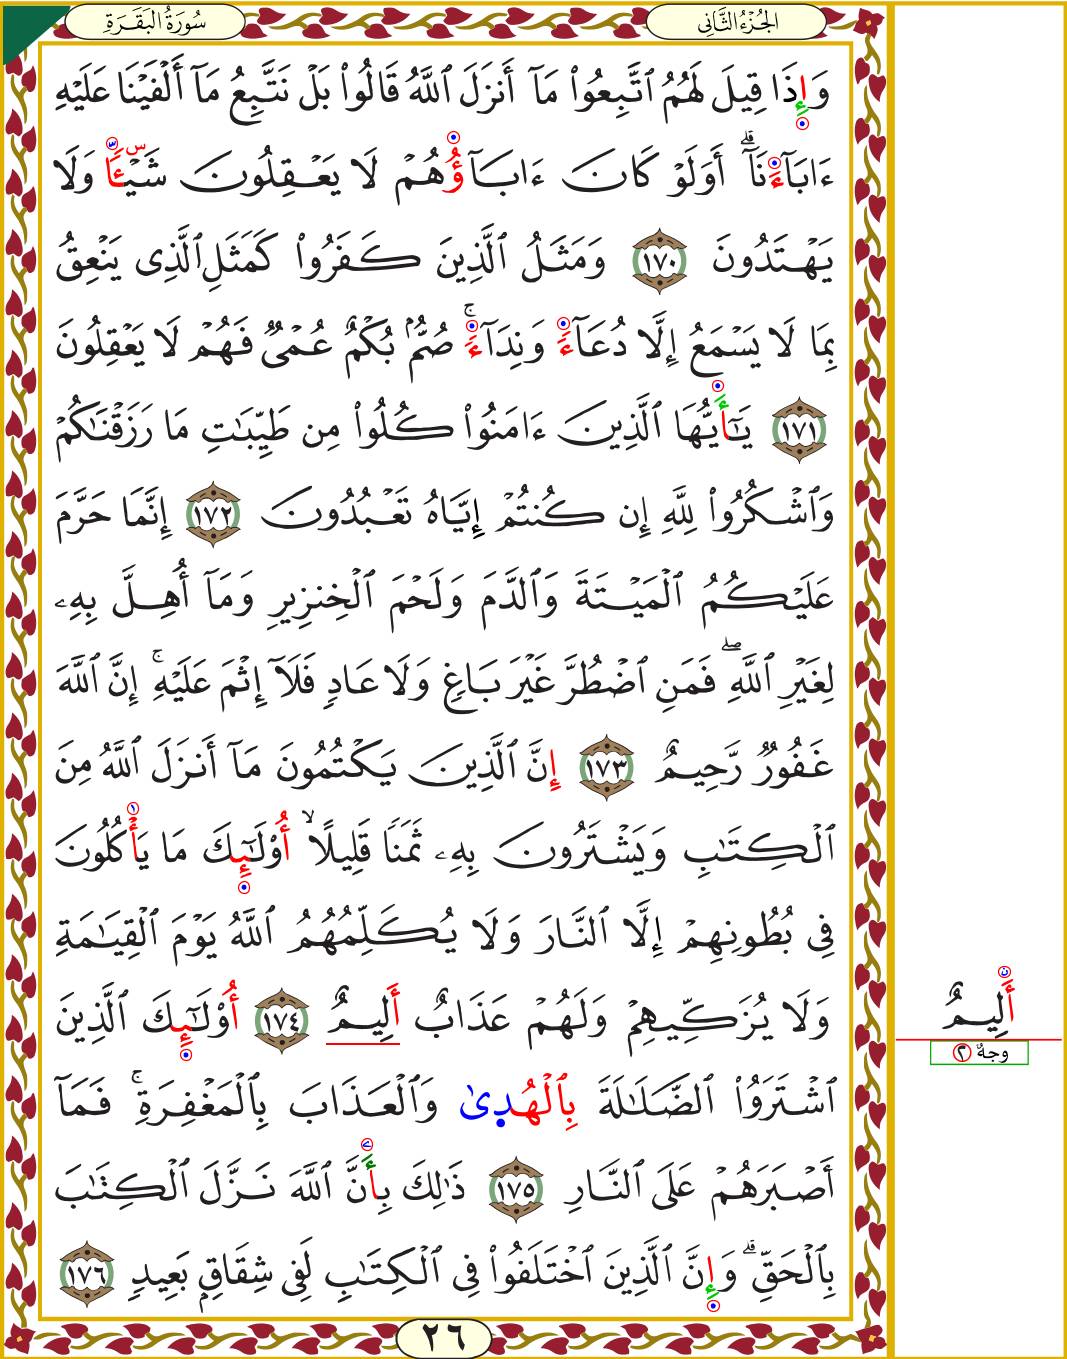 الجُزْءُ الثَّانِي
سُورَةُ البَقَرَةِ
وَإِذَا قِيلَ لَهُمُ ٱتَّبِعُوا۟ مَآ أَنزَلَ ٱللَّهُ قَالُوا۟ بَلْ نَتَّبِعُ مَآ أَلْفَيْنَا عَلَيْهِ
ءَابَآءَنَآ ۗ أَوَلَوْ كَانَ ءَابَآؤُهُمْ لَا يَعْقِلُونَ شَيْـًٔا وَلَا
يَهْتَدُونَ ١٧٠ وَمَثَلُ ٱلَّذِينَ كَفَرُوا۟ كَمَثَلِ ٱلَّذِى يَنْعِقُ
بِمَا لَا يَسْمَعُ إِلَّا دُعَآءً وَنِدَآءً ۚ صُمٌّۢ بُكْمٌ عُمْىٌ فَهُمْ لَا يَعْقِلُونَ
١٧١ يَـٰٓأَيُّهَا ٱلَّذِينَ ءَامَنُوا۟ كُلُوا۟ مِن طَيِّبَـٰتِ مَا رَزَقْنَـٰكُمْ
وَٱشْكُرُوا۟ لِلَّهِ إِن كُنتُمْ إِيَّاهُ تَعْبُدُونَ ١٧٢ إِنَّمَا حَرَّمَ
عَلَيْكُمُ ٱلْمَيْتَةَ وَٱلدَّمَ وَلَحْمَ ٱلْخِنزِيرِ وَمَآ أُهِلَّ بِهِۦ
لِغَيْرِ ٱللَّهِ ۖ فَمَنِ ٱضْطُرَّ غَيْرَ بَاغٍ وَلَا عَادٍ فَلَآ إِثْمَ عَلَيْهِ ۚ إِنَّ ٱللَّهَ
غَفُورٌ رَّحِيمٌ ١٧٣ إِنَّ ٱلَّذِينَ يَكْتُمُونَ مَآ أَنزَلَ ٱللَّهُ مِنَ
ٱلْكِتَـٰبِ وَيَشْتَرُونَ بِهِۦ ثَمَنًا قَلِيلًا ۙ أُو۟لَـٰٓئِكَ مَا يَأْكُلُونَ
فِى بُطُونِهِمْ إِلَّا ٱلنَّارَ وَلَا يُكَلِّمُهُمُ ٱللَّهُ يَوْمَ ٱلْقِيَـٰمَةِ
وَلَا يُزَكِّيهِمْ وَلَهُمْ عَذَابٌ أَلِيمٌ ١٧٤ أُو۟لَـٰٓئِكَ ٱلَّذِينَ
ٱشْتَرَوُا۟ ٱلضَّلَـٰلَةَ بِٱلْهُدِىٰ وَٱلْعَذَابَ بِٱلْمَغْفِرَةِ ۚ فَمَآ
أَصْبَرَهُمْ عَلَى ٱلنَّارِ ١٧٥ ذَٰلِكَ بِأَنَّ ٱللَّهَ نَزَّلَ ٱلْكِتَـٰبَ
بِٱلْحَقِّ ۗ وَإِنَّ ٱلَّذِينَ ٱخْتَلَفُوا۟ فِى ٱلْكِتَـٰبِ لَفِى شِقَاقٍۭ بَعِيدٍ ١٧٦
أَلِيمٌ
وجهٌ ٢
٢٦